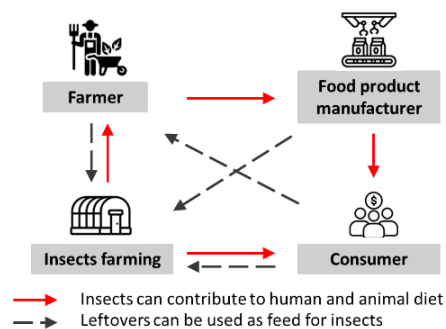 Farmer
Food product
manufacturer
$
Insects farming
Consumer
Insects can contribute to human and animal diet
Leftovers can be used as feed for insects